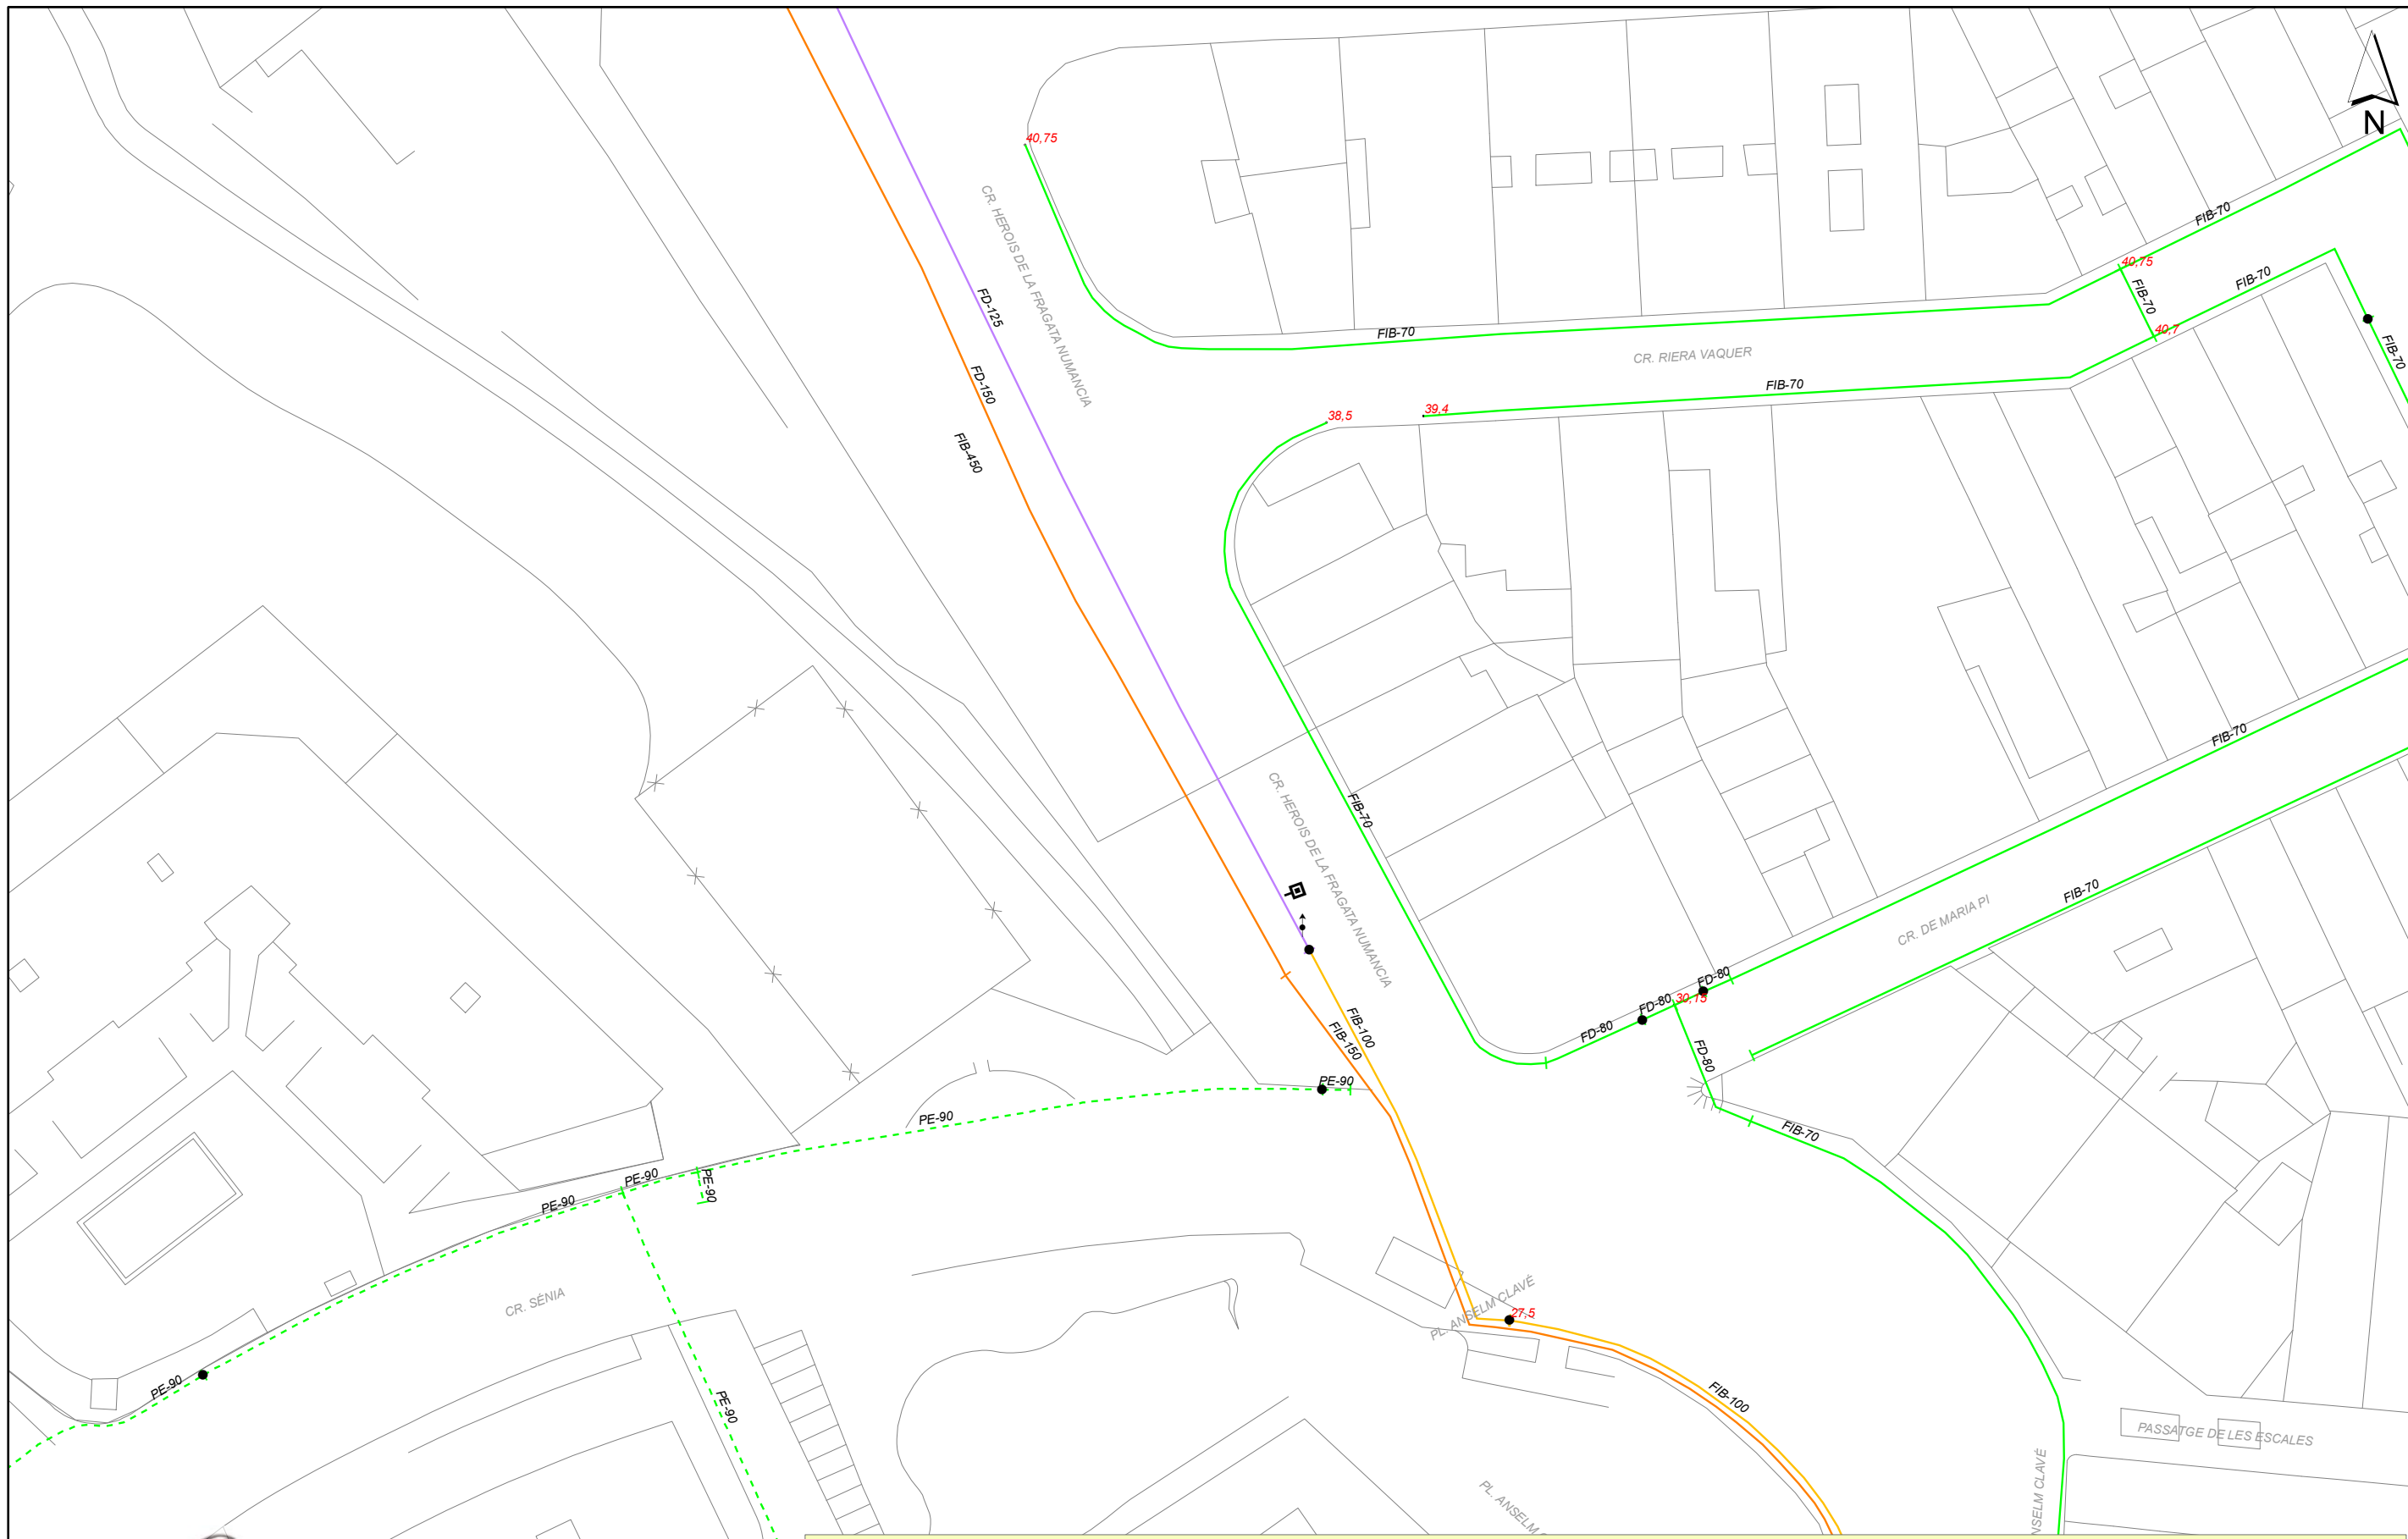 N
40,75
CR. HEROIS DE LA FRAGATA NUMANCIA
FIB-70
40,75
FIB-70
FIB-70
FD-125
40,7
FIB-70
FIB-70
CR. RIERA VAQUER
FD-150
FIB-70
39,4
38,5
FIB-450
FIB-70
CR. HEROIS DE LA FRAGATA NUMANCIA
FIB-70
FIB-70
CR. DE MARIA PI
FD-80
30,15
FD-80
FD-80
FIB-100
FIB-150
FD-80
PE-90
PE-90
FIB-70
PE-90
PE-90
PE-90
CR. SÉNIA
PL. ANSELM CLAVÉ
27,5
PE-90
PE-90
FIB-100
PASSATGE DE LES ESCALES
NSELM CLAVÉ
PL. ANSELM